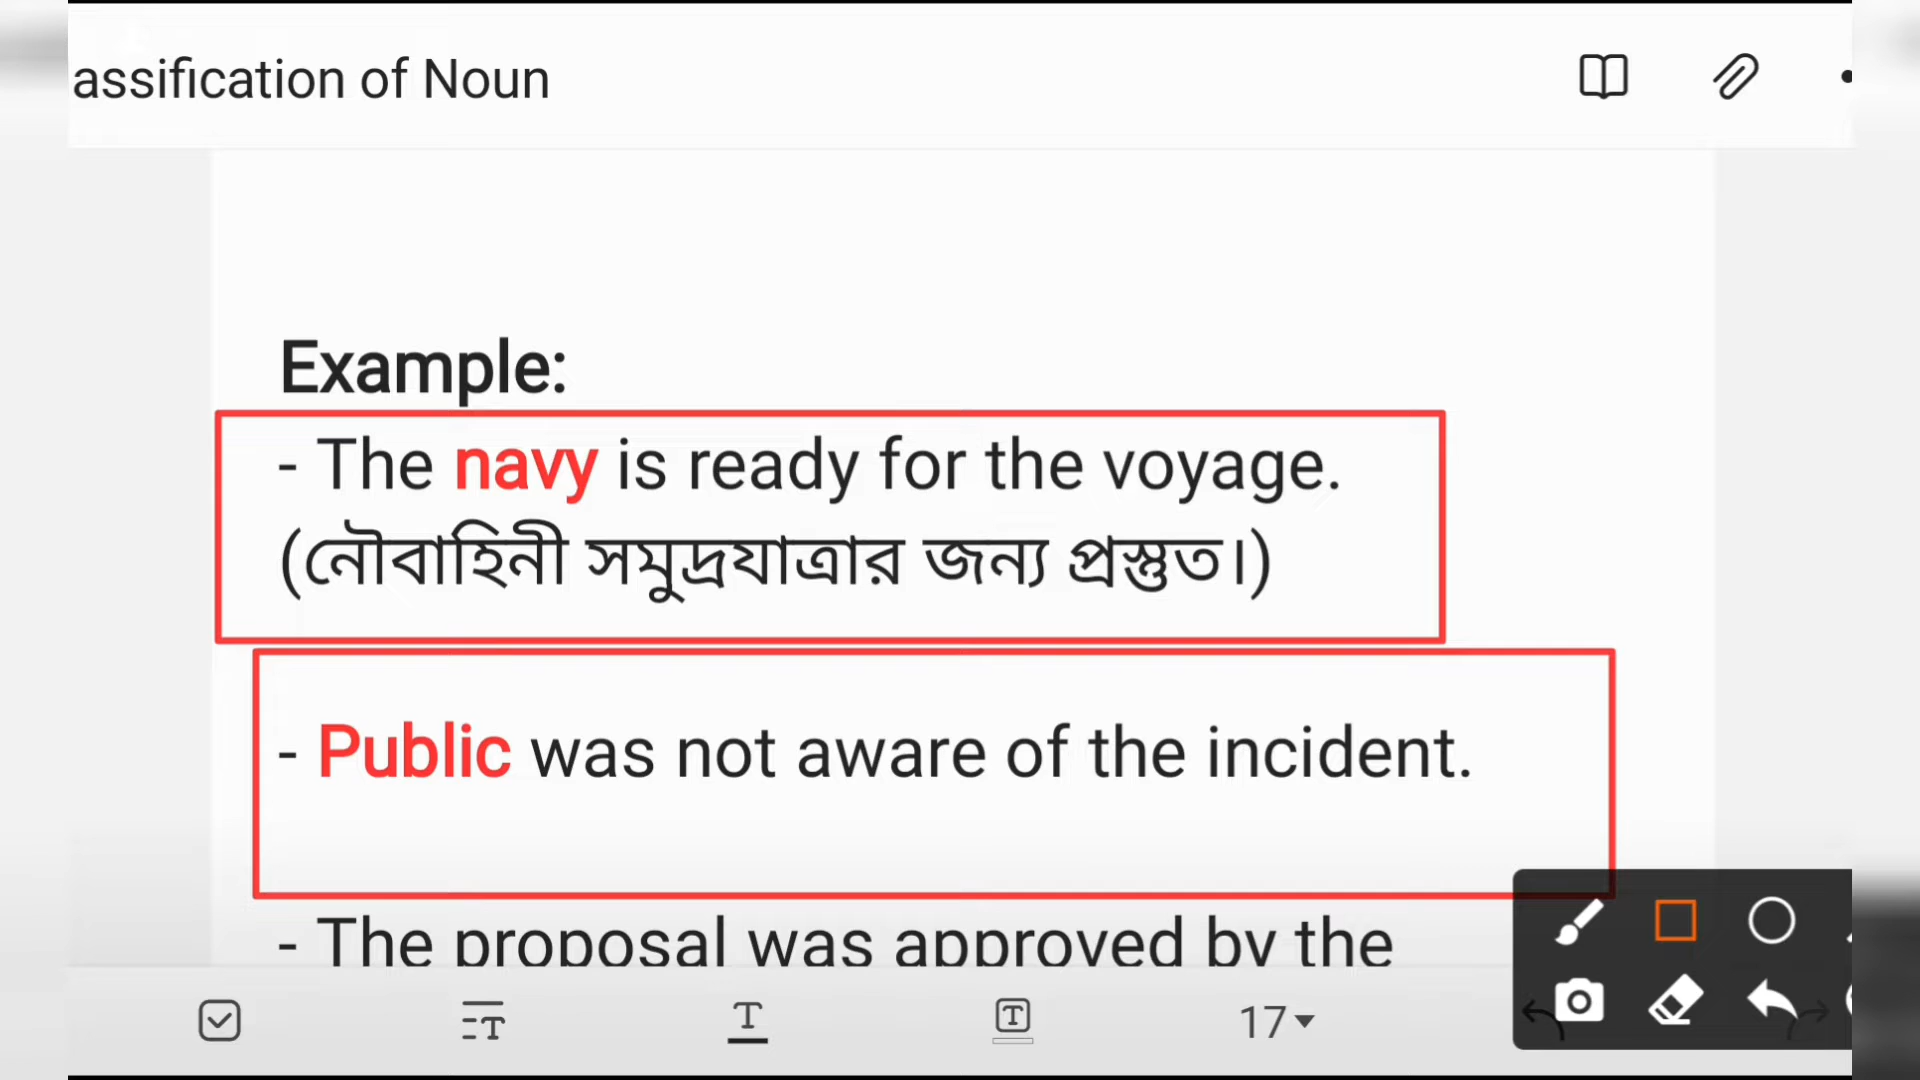 assification of Noun
Example:
- The navy is ready for the voyage.
(নৌবাহিনী সমুদ্রযাত্রার জন্য প্রস্তুত।)
- Public was not aware of the incident.
- The proposal was approved by the
17